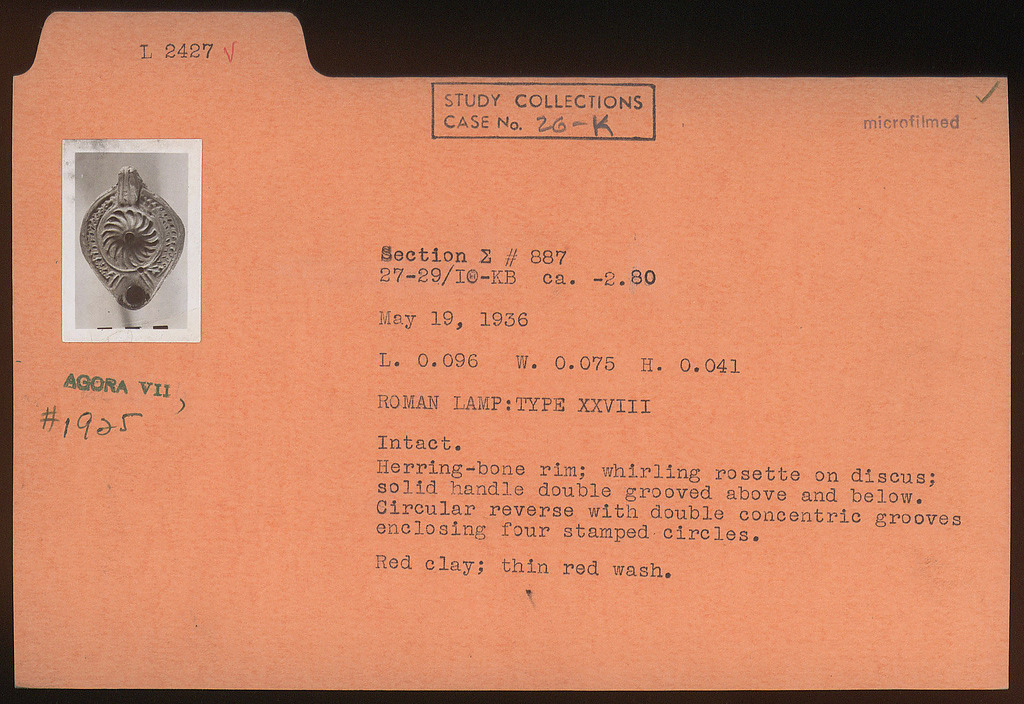 L 2427 √
STUDY COLLECTIONS
CASE No. 26-K
microfilmed
Section Σ # 887
27-29/ΙΘ-ΚΒ ca. -2.80
May 19, 1936
L. 0.096 W. 0.075 H. 0.041
AGORA VII,
#1925
ROMAN LAMP:TYPE XXVIII
Intact.
Herring-bone rim; whirling rosette on discus;
solid handle double grooved above and below.
Circular reverse with double concentric grooves
enclosing four stamped circles.
Red clay; thin red wash.